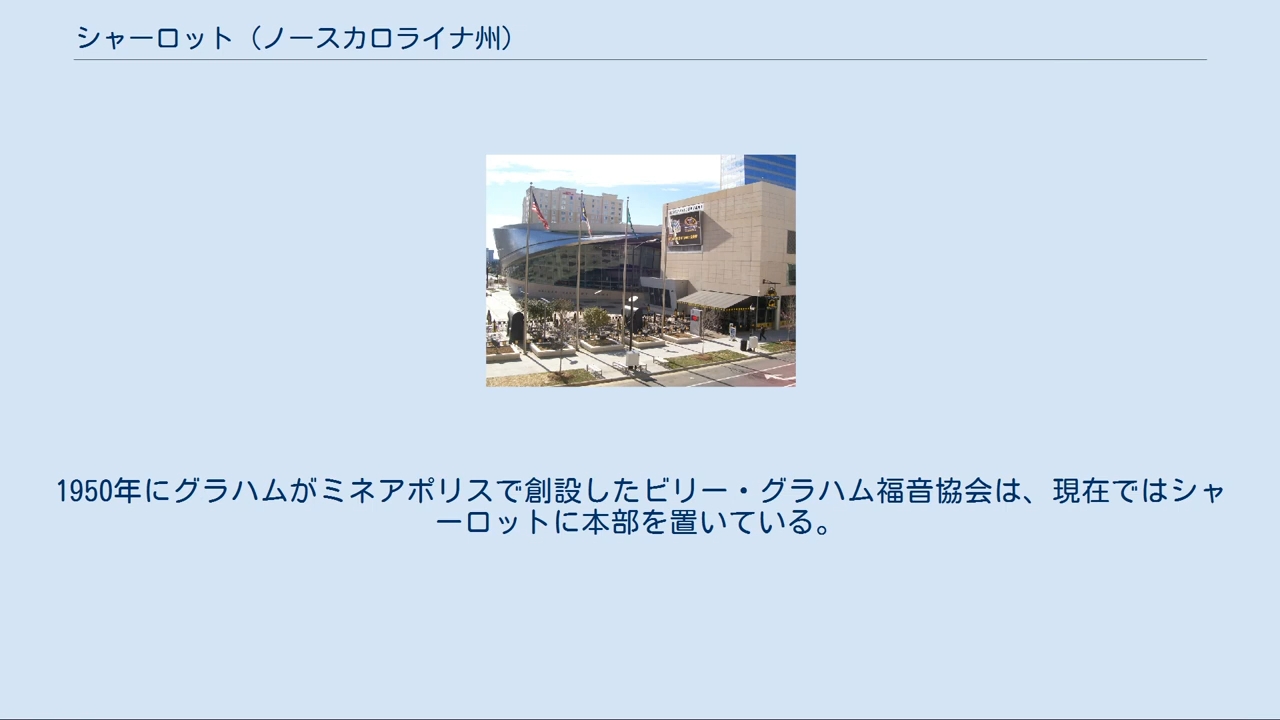 シャーロット（ノースカロライナ州）
1950年にグラハムがミネアポリスで創設したビリー・グラハム福音協会は、現在ではシャ
ーロットに本部を置いている。